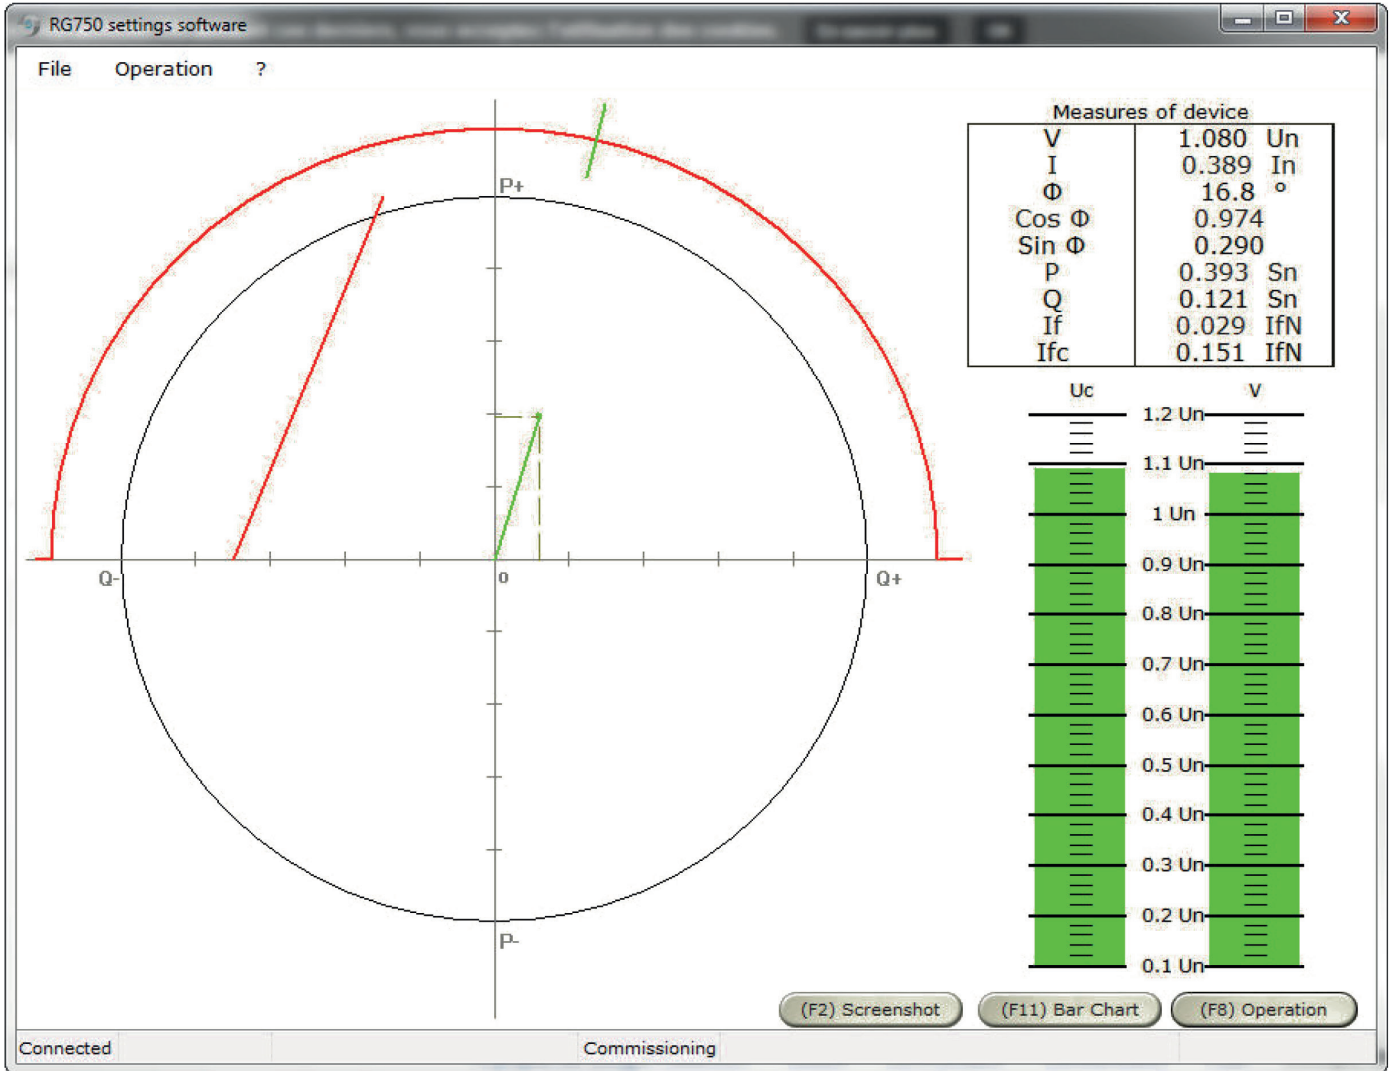 RG750 settings software
File Operation ?
Measures of device
V 1.080 Un
I 0.389 In
Φ 16.8 °
Cos Φ 0.974
Sin Φ 0.290
P 0.393 Sn
Q 0.121 Sn
If 0.029 IfN
Ifc 0.151 IfN
P+
Q-
0
Q+
P-
Uc V
1.2 Un
1.1 Un
1 Un
0.9 Un
0.8 Un
0.7 Un
0.6 Un
0.5 Un
0.4 Un
0.3 Un
0.2 Un
0.1 Un
(F2) Screenshot (F11) Bar Chart (F8) Operation
Connected Commissioning